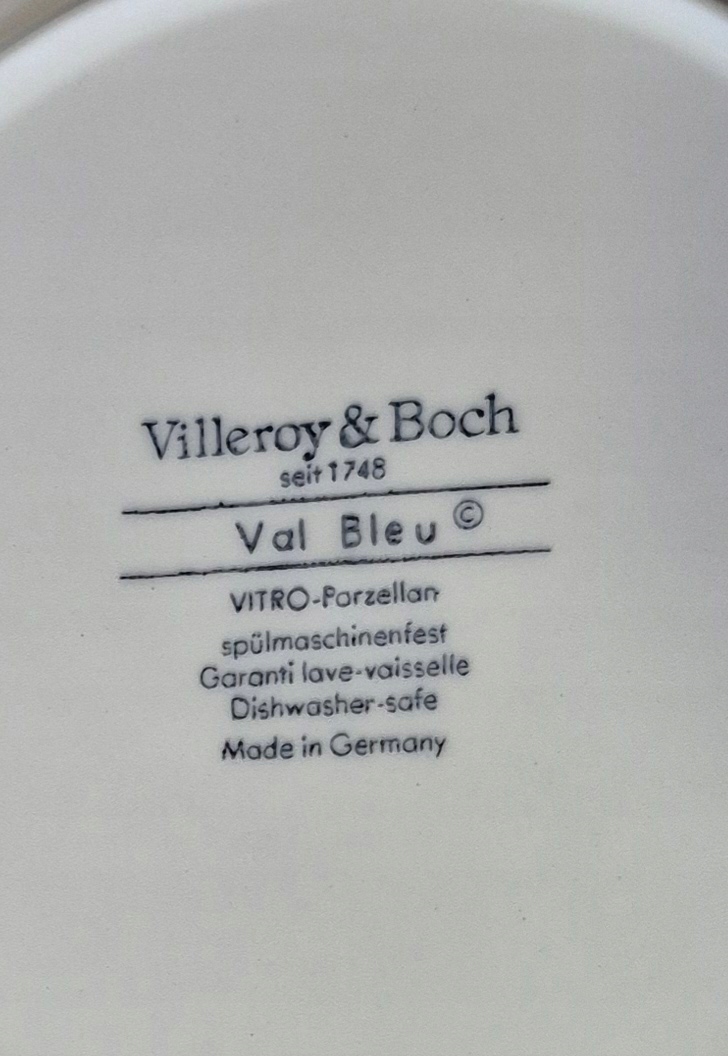 Villeroy & Boch
seit 1748
Val Bleu ©
VITRO-Porzellan
spülmaschinenfest
Garanti lave-vaisselle
Dishwasher-safe
Made in Germany